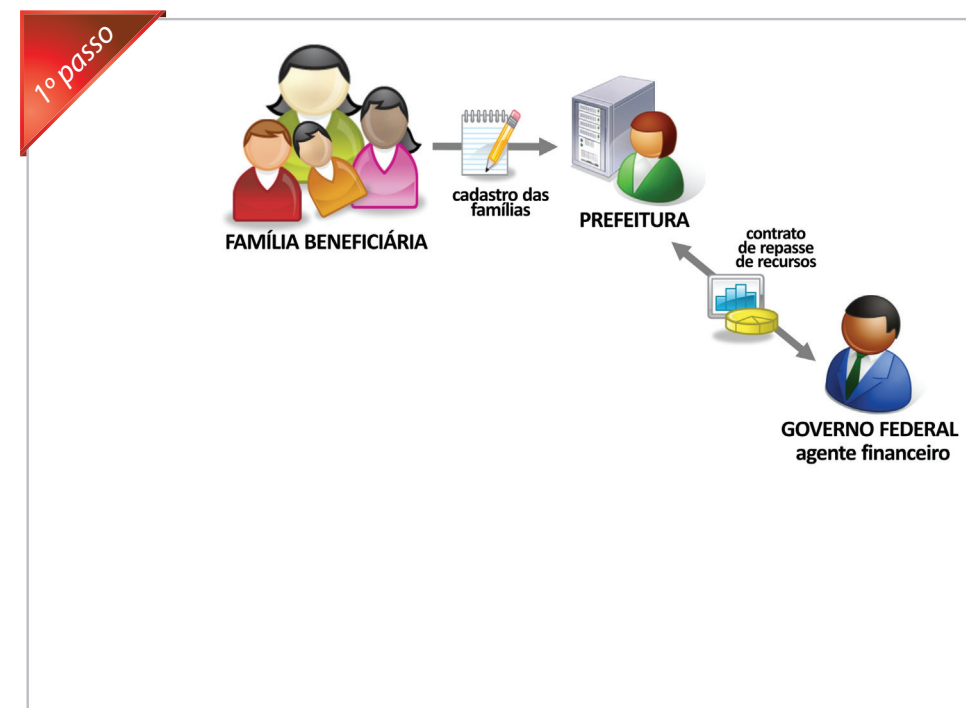 1º passo
cadastro das
famílias
FAMÍLIA BENEFICIÁRIA
PREFEITURA
contrato
de repasse
de recursos
GOVERNO FEDERAL
agente financeiro